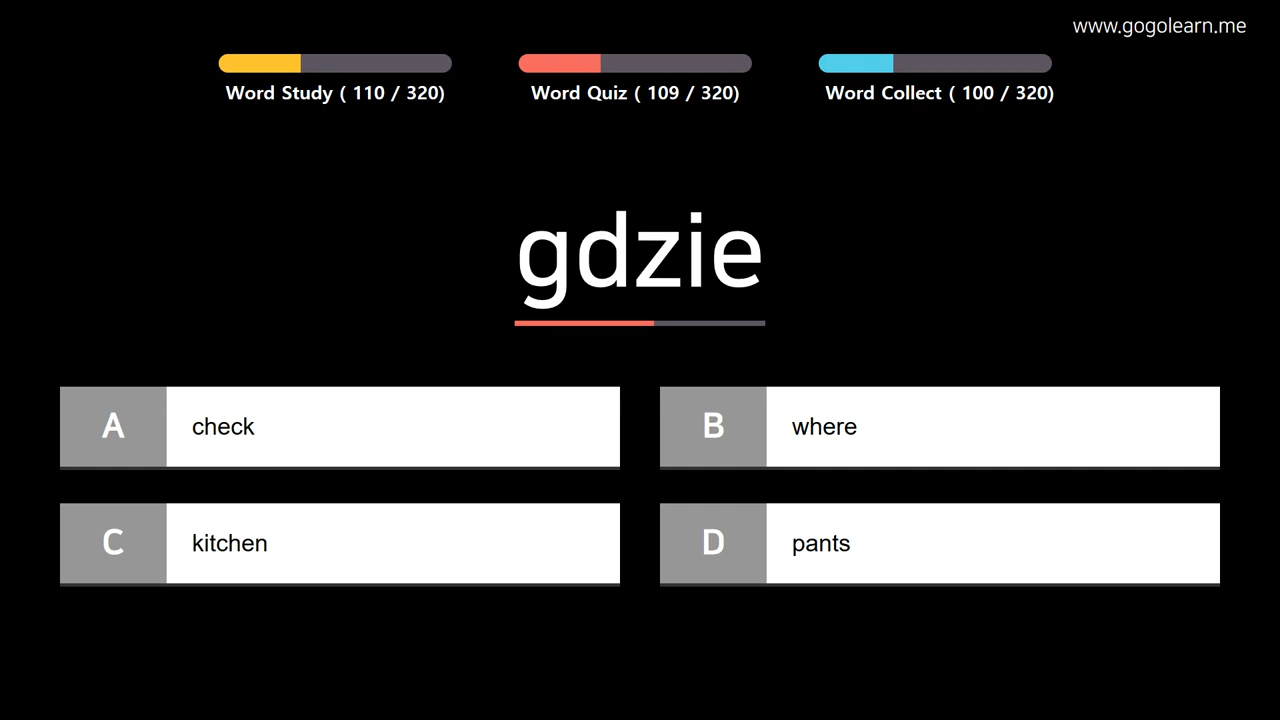 www.gogolearn.me
Word Study ( 110 / 320)
Word Quiz ( 109 / 320)
Word Collect ( 100 / 320)
gdzie
A
check
B
where
C
kitchen
D
pants